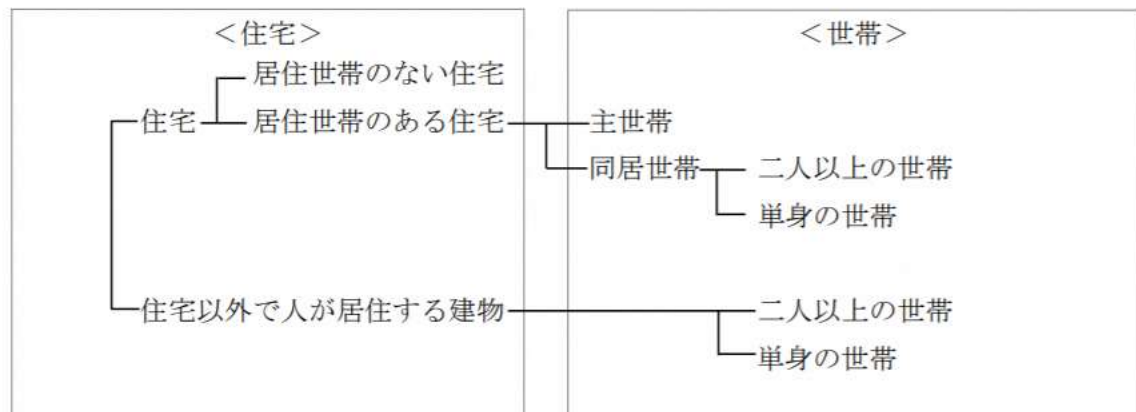 ＜住宅＞
居住世帯のない住宅
住宅
居住世帯のある住宅
住宅以外で人が居住する建物
＜世帯＞
主世帯
同居世帯
二人以上の世帯
単身の世帯
二人以上の世帯
単身の世帯